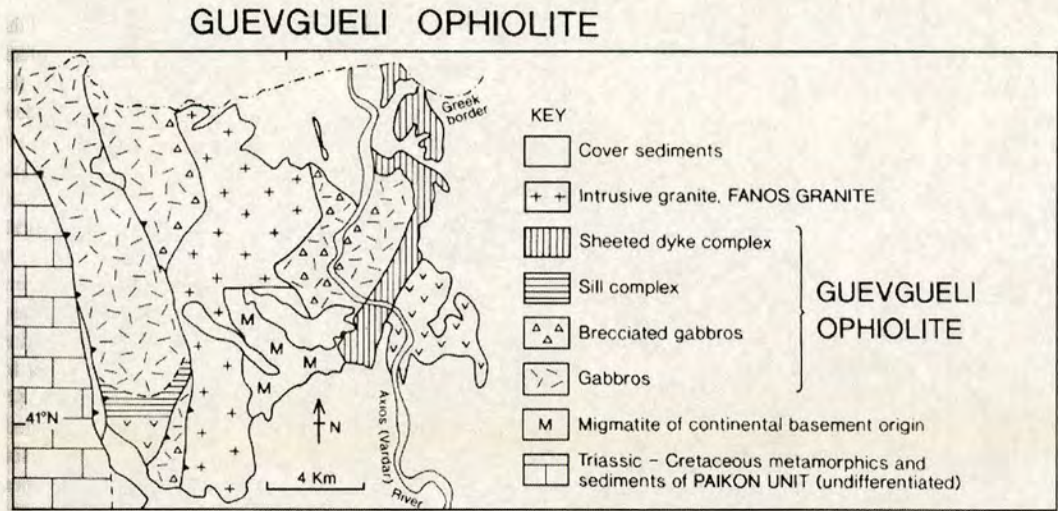 GUEVGUELI OPHIOLITE
Greek
border
41°N
M
M
M
M
N
4 Km
Axios (Vardar)
River
KEY
Cover sediments
Intrusive granite, FANOS GRANITE
Sheeted dyke complex
Sill complex
Brecciated gabbros
Gabbros
GUEVGUELI
OPHIOLITE
M Migmatite of continental basement origin
Triassic – Cretaceous metamorphics and
sediments of PAIKON UNIT (undifferentiated)